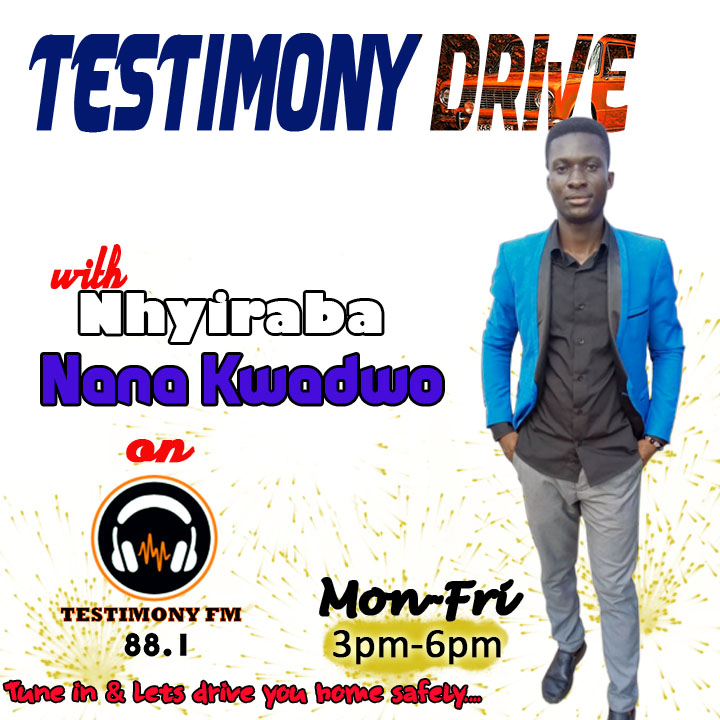 TESTIMONY DRIVE
with
Nhyiraba
Nana Kwadwo
on
TESTIMONY FM
88.1
Mon-Fri
3pm-6pm
Tune in & Lets drive you home safely....